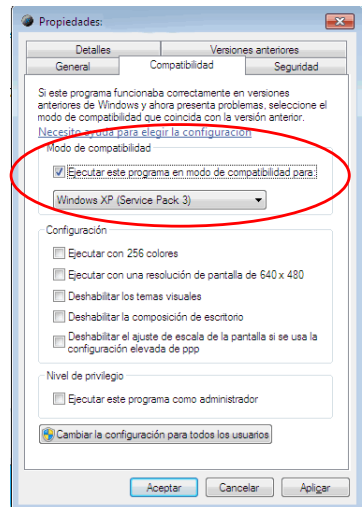 Propiedades:
Detalles
Versiones anteriores
General
Compatibilidad
Seguridad
Si este programa funcionaba correctamente en versiones
anteriores de Windows y ahora presenta problemas, seleccione el
modo de compatibilidad que coincida con la versión anterior.
Necesito ayuda para elegir la configuración
Modo de compatibilidad
Ejecutar este programa en modo de compatibilidad para:
Windows XP (Service Pack 3)
Configuración
Ejecutar con 256 colores
Ejecutar con una resolución de pantalla de 640 x 480
Deshabilitar los temas visuales
Deshabilitar la composición de escritorio
Deshabilitar el ajuste de escala de la pantalla si se usa la
configuración elevada de ppp
Nivel de privilegio
Ejecutar este programa como administrador
Cambiar la configuración para todos los usuarios
Aceptar
Cancelar
Aplicar